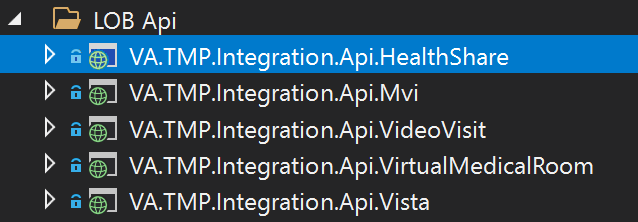 LOB Api
VA.TMP.Integration.Api.HealthShare
VA.TMP.Integration.Api.Mvi
VA.TMP.Integration.Api.VideoVisit
VA.TMP.Integration.Api.VirtualMedicalRoom
VA.TMP.Integration.Api.Vista